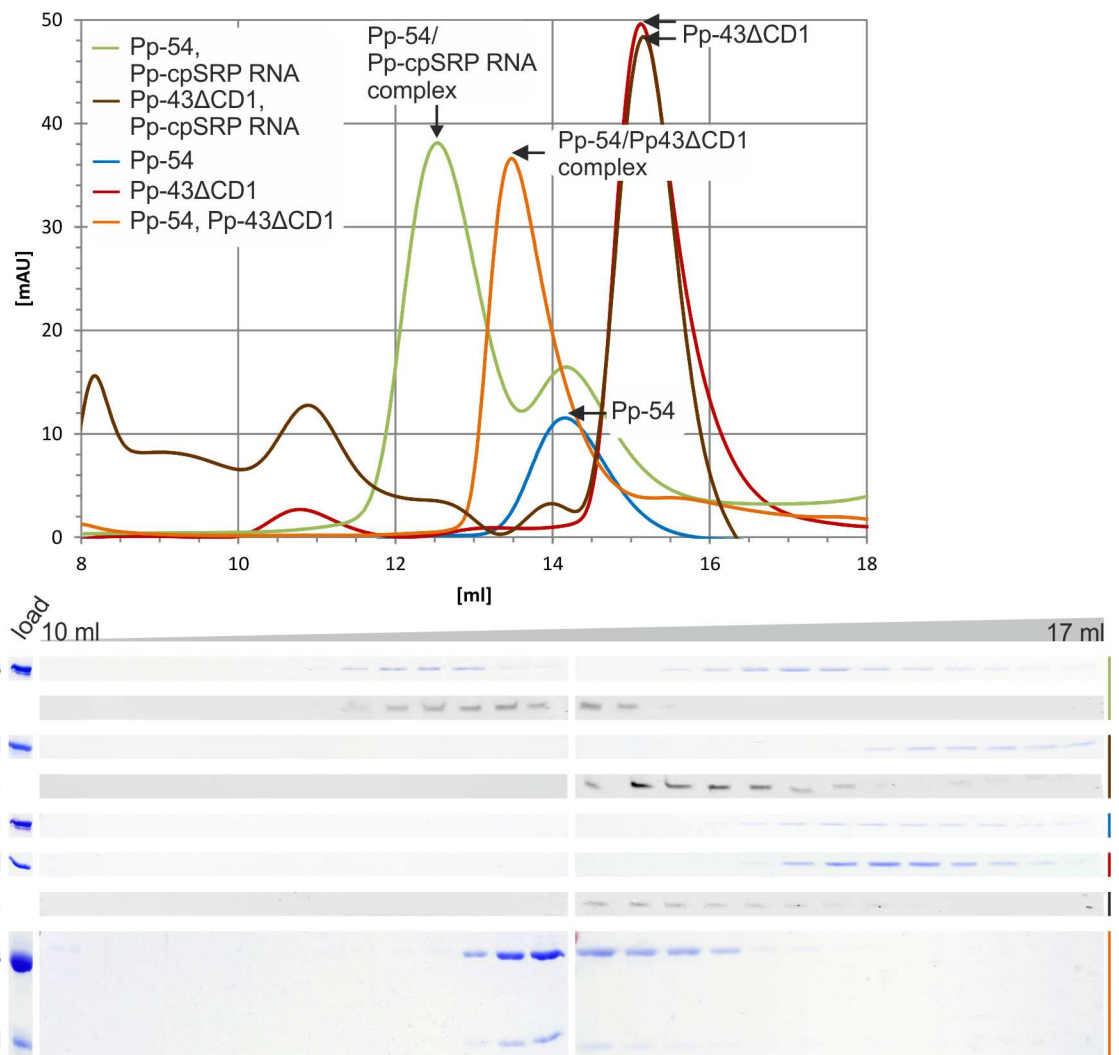 50
40
30
20
10
0
[mAU]
Pp-54,
Pp-cpSRP RNA
Pp-43ΔCD1,
Pp-cpSRP RNA
Pp-54
Pp-43ΔCD1
Pp-54, Pp-43ΔCD1
Pp-54/
Pp-cpSRP RNA
complex
Pp-54/Pp43ΔCD1
complex
Pp-43ΔCD1
Pp-54
8 10 12 14 16 18
[ml]
load
10 ml 17 ml